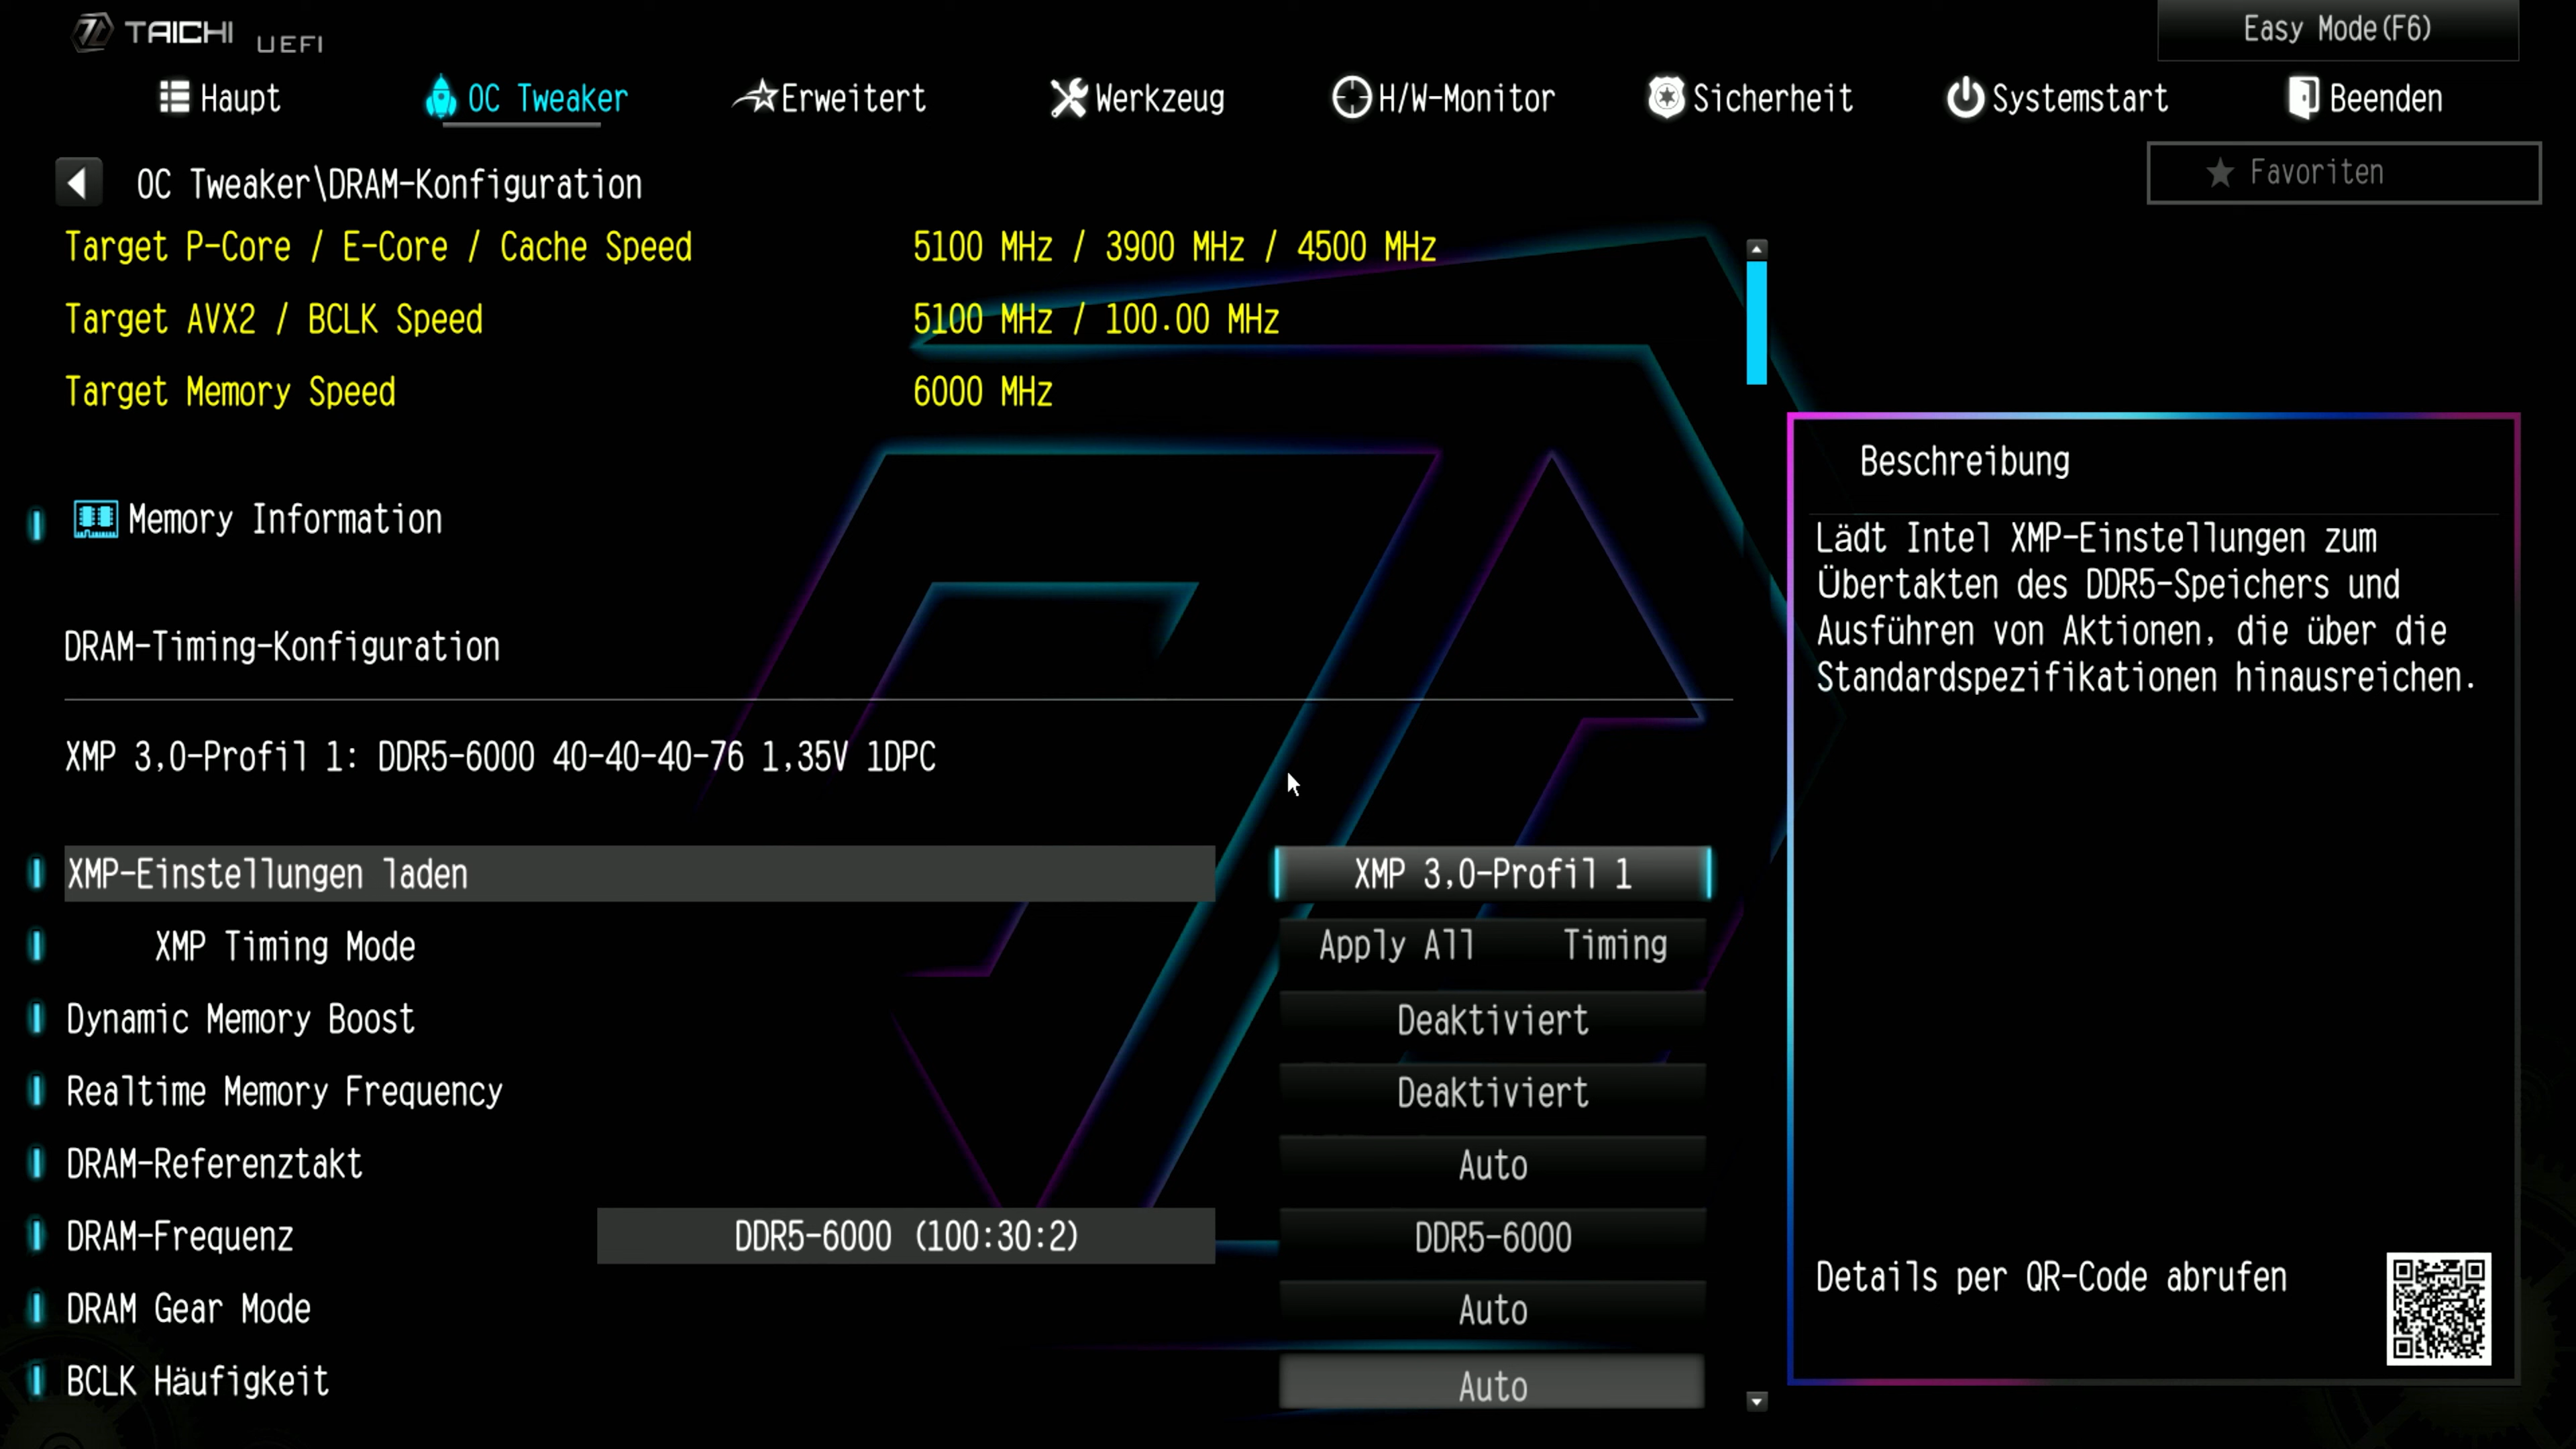 TAICHI UEFI
Easy Mode(F6)
Haupt OC Tweaker Erweitert Werkzeug H/W-Monitor Sicherheit Systemstart Beenden
OC Tweaker\DRAM-Konfiguration
Favoriten
Target P-Core / E-Core / Cache Speed 5100 MHz / 3900 MHz / 4500 MHz
Target AVX2 / BCLK Speed 5100 MHz / 100.00 MHz
Target Memory Speed 6000 MHz
Memory Information
DRAM-Timing-Konfiguration
XMP 3,0-Profil 1: DDR5-6000 40-40-40-76 1,35V 1DPC
XMP-Einstellungen laden XMP 3,0-Profil 1
XMP Timing Mode Apply All Timing
Dynamic Memory Boost Deaktiviert
Realtime Memory Frequency Deaktiviert
DRAM-Referenztakt Auto
DRAM-Frequenz DDR5-6000 (100:30:2) DDR5-6000
DRAM Gear Mode Auto
BCLK Häufigkeit Auto
Beschreibung
Lädt Intel XMP-Einstellungen zum
Übertakten des DDR5-Speichers und
Ausführen von Aktionen, die über die
Standardspezifikationen hinausreichen.
Details per QR-Code abrufen